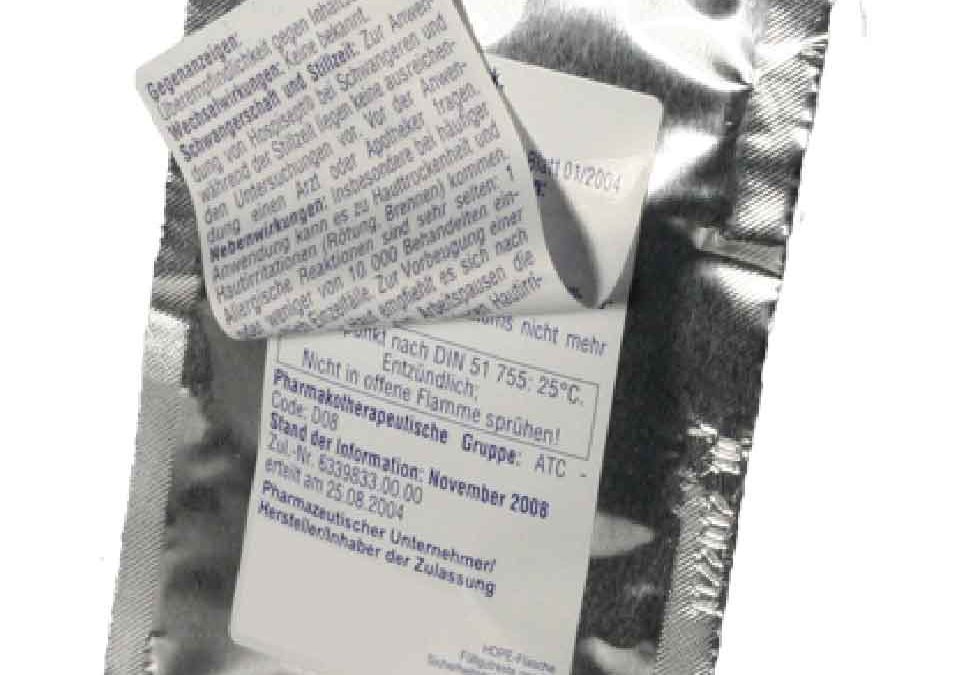 Gegenanzeigen:
Überempfindlichkeit gegen
Wechselwirkungen: Keine bekannt.
Schwangerschaft und Stillzeit: Zur Anwen-
dung von Hospisept bei Schwangeren und
während der Stillzeit liegen keine ausreichen-
den Untersuchungen vor. Vor der Anwen-
dung einen Arzt oder Apotheker fragen.
Nebenwirkungen: Insbesondere bei häufiger
Anwendung kann es zu Hauttrockenheit und
Hautirritationen (Rötung, Brennen) kommen.
Allergische Reaktionen sind sehr selten: 1
oder weniger von 10 000 Behandelten ein-
Einzelfälle. Zur Vorbeugung einer
empfiehlt es sich nach
Arbeitspausen die
Blatt 01/2004
nicht mehr
punkt nach DIN 51 755: 25°C.
Entzündlich;
Nicht in offene Flamme sprühen!
Pharmakotherapeutische Gruppe: ATC -
Code: D08
Stand der Information: November 2008
Zul.-Nr. 6339833.00.00
erteilt am 25.08.2004
Pharmazeutischer Unternehmer/
Hersteller/Inhaber der Zulassung
HDPE-Flasche